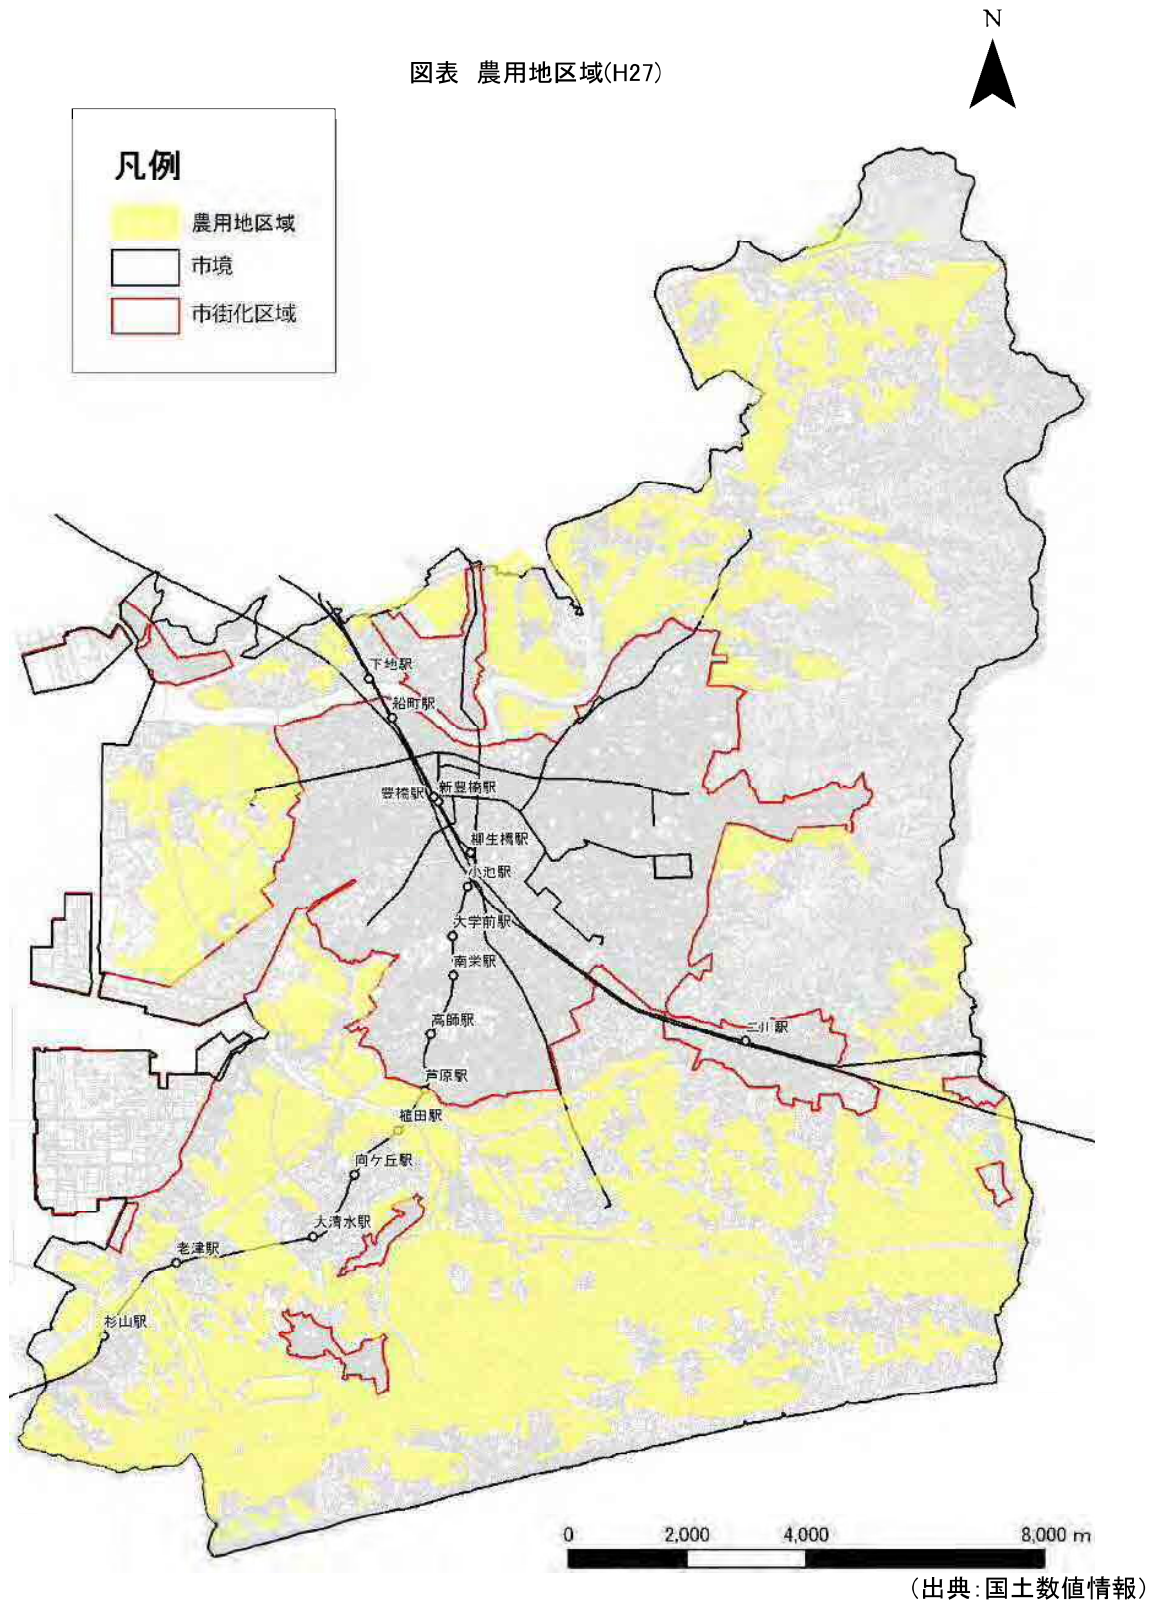 N
図表　農用地区域(H27)
凡例
農用地区域
市境
市街化区域
下地駅
船町駅
豊橋駅
新豊橋駅
柳生橋駅
小池駅
大学前駅
南栄駅
高師駅
二川駅
芦原駅
植田駅
向ケ丘駅
大清水駅
老津駅
杉山駅
0 2,000 4,000 8,000 m
（出典：国土数値情報）